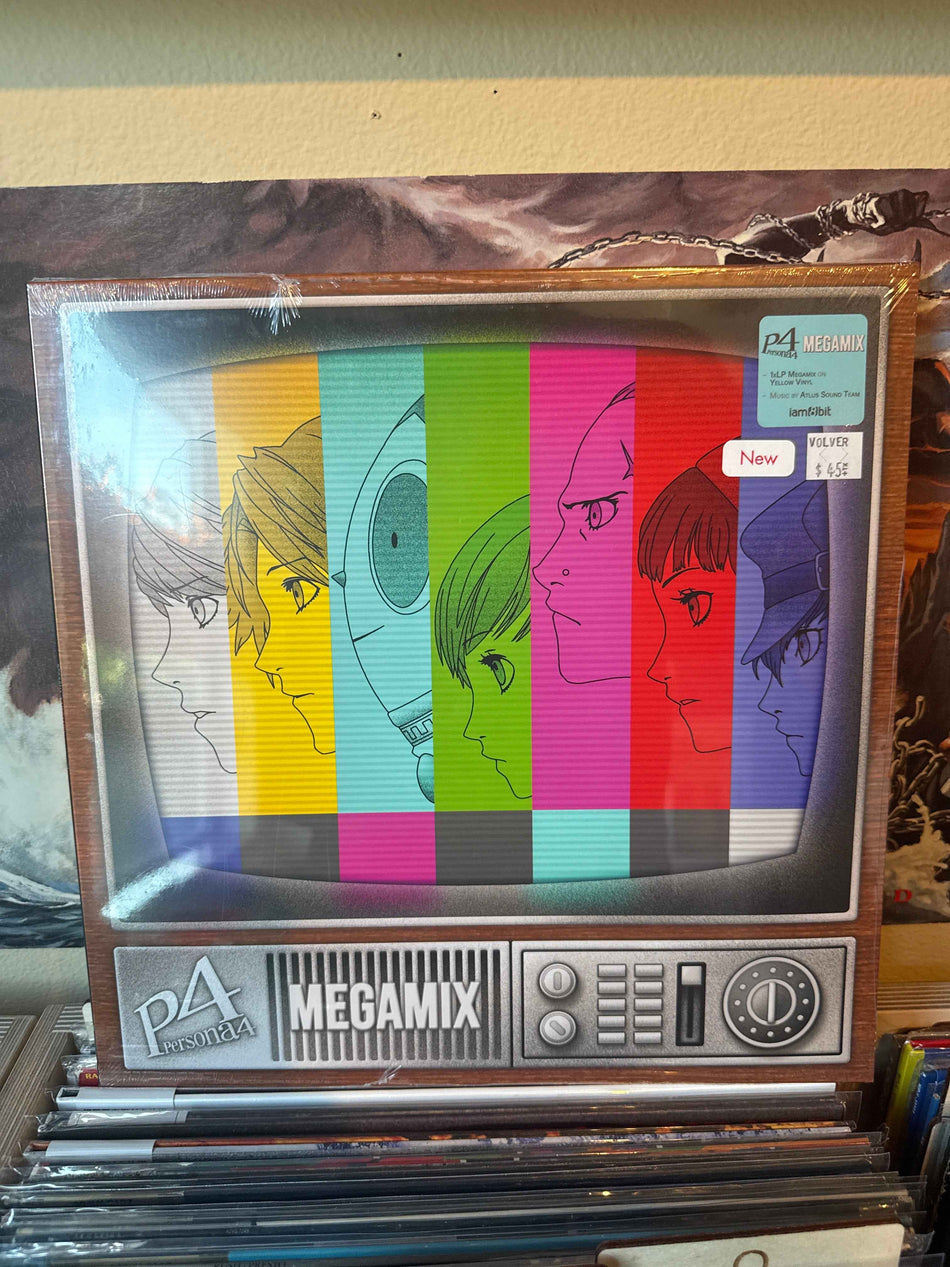 P4 MEGAMIX
Persona4
- 1xLP Megamix on
Yellow Vinyl
- Music by Atlus Sound Team
iam8bit
New
VOLVER
$ 45
P4
Persona4
MEGAMIX